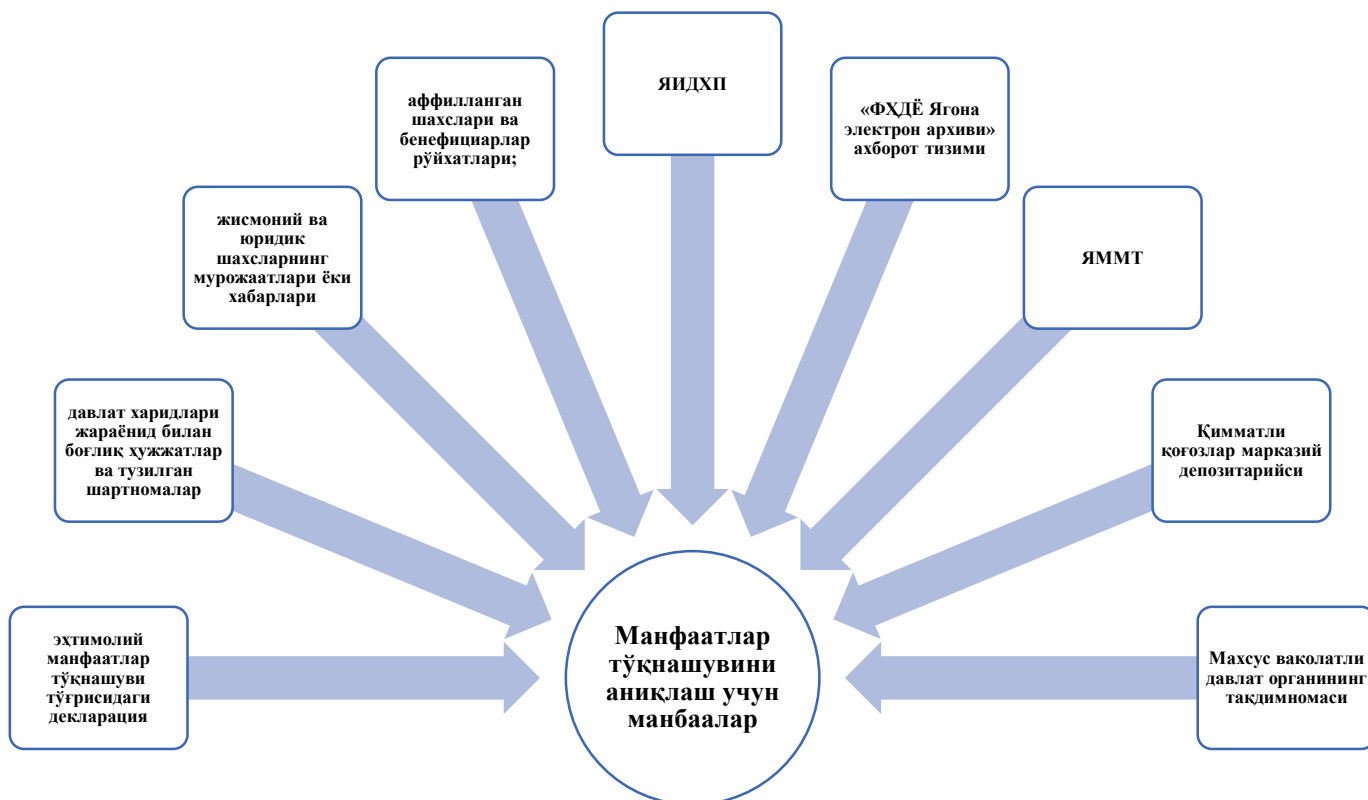 ЯИДХП
аффилланган
шахслари ва
бенефициарлар
рўйхатлари;
«ФҲДЁ Ягона
электрон архиви»
ахборот тизими
жисмоний ва
юридик
шахсларнинг
мурожаатлари ёки
хабарлари
ЯММТ
давлат харидлари
жараёнид билан
боғлиқ ҳужжатлар
ва тузилган
шартномалар
Қимматли
қоғозлар марказий
депозитарийси
эҳтимолий
манфаатлар
тўқнашуви
тўғрисидаги
декларация
Манфаатлар
тўқнашувини
аниқлаш учун
манбаалар
Махсус ваколатли
давлат органининг
тақдимномаси